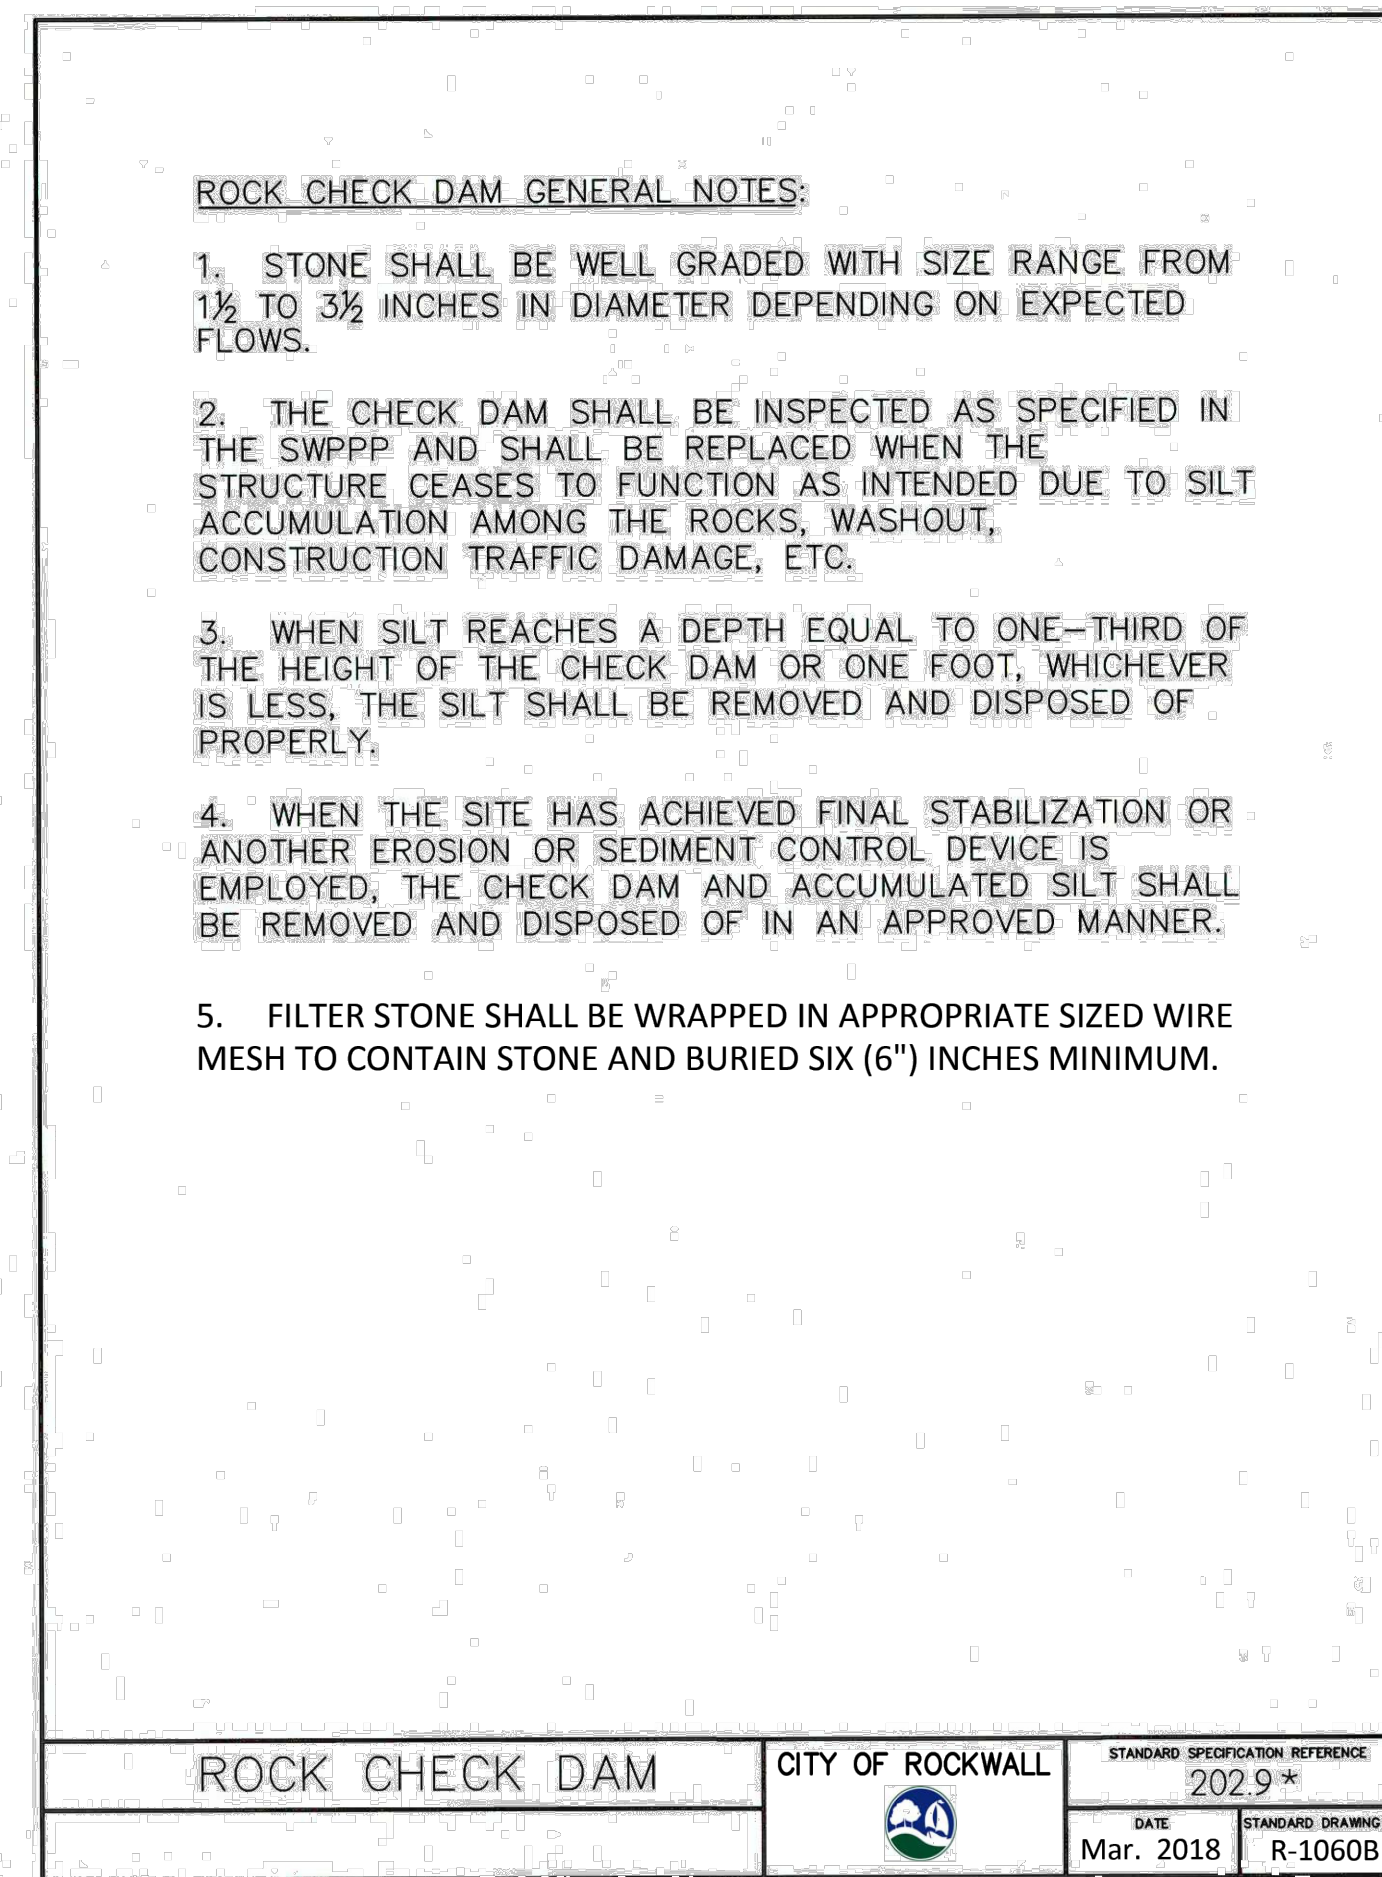 ROCK CHECK DAM GENERAL NOTES:
1. STONE SHALL BE WELL GRADED WITH SIZE RANGE FROM
1½ TO 3½ INCHES IN DIAMETER DEPENDING ON EXPECTED
FLOWS.
2. THE CHECK DAM SHALL BE INSPECTED AS SPECIFIED IN
THE SWPPP AND SHALL BE REPLACED WHEN THE
STRUCTURE CEASES TO FUNCTION AS INTENDED DUE TO SILT
ACCUMULATION AMONG THE ROCKS, WASHOUT,
CONSTRUCTION TRAFFIC DAMAGE, ETC.
3. WHEN SILT REACHES A DEPTH EQUAL TO ONE–THIRD OF
THE HEIGHT OF THE CHECK DAM OR ONE FOOT, WHICHEVER
IS LESS, THE SILT SHALL BE REMOVED AND DISPOSED OF
PROPERLY.
4. WHEN THE SITE HAS ACHIEVED FINAL STABILIZATION OR
ANOTHER EROSION OR SEDIMENT CONTROL DEVICE IS
EMPLOYED, THE CHECK DAM AND ACCUMULATED SILT SHALL
BE REMOVED AND DISPOSED OF IN AN APPROVED MANNER.
5. FILTER STONE SHALL BE WRAPPED IN APPROPRIATE SIZED WIRE
MESH TO CONTAIN STONE AND BURIED SIX (6") INCHES MINIMUM.
ROCK CHECK DAM
CITY OF ROCKWALL
STANDARD SPECIFICATION REFERENCE
202.9*
DATE
Mar. 2018
STANDARD DRAWING
R-1060B